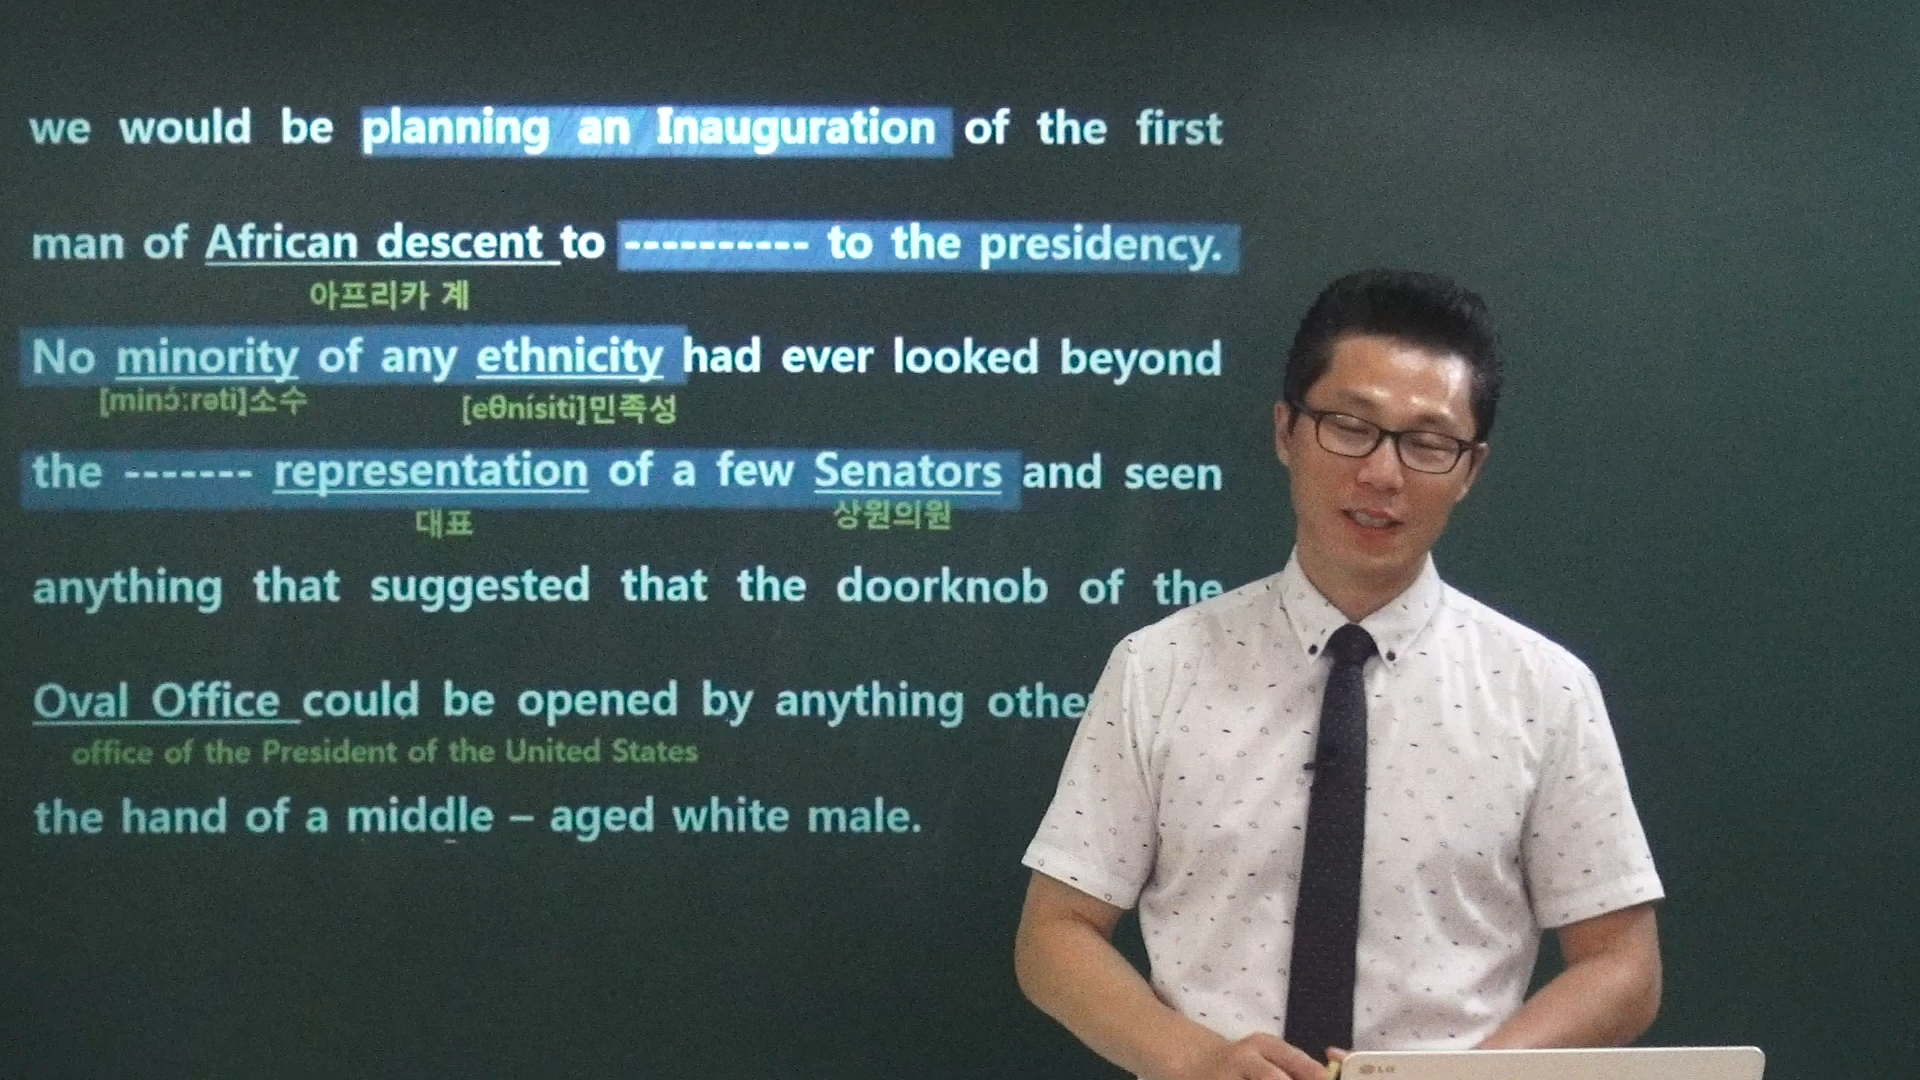 we would be planning an Inauguration of the first
man of African descent to ---------- to the presidency.
아프리카 계
No minority of any ethnicity had ever looked beyond
[minɔ́:rəti]소수 [eθnísiti]민족성
the ------- representation of a few Senators and seen
대표 상원의원
anything that suggested that the doorknob of the
Oval Office could be opened by anything othe
office of the President of the United States
the hand of a middle – aged white male.
LG